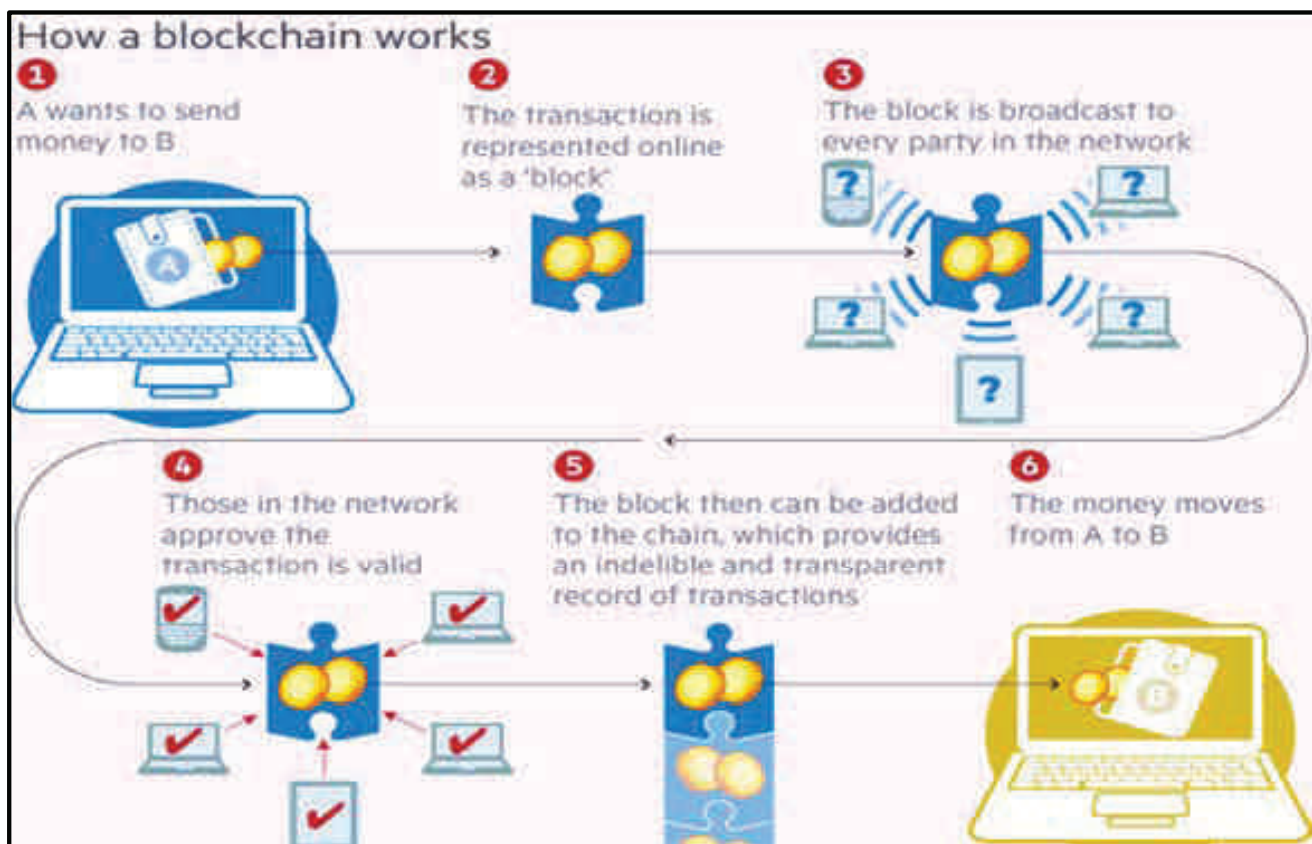 How a blockchain works
1
A wants to send
money to B
2
The transaction is
represented online
as a 'block'
3
The block is broadcast to
every party in the network
?
?
?
?
?
A
4
Those in the network
approve the
transaction is valid
5
The block then can be added
to the chain, which provides
an indelible and transparent
record of transactions
6
The money moves
from A to B
B